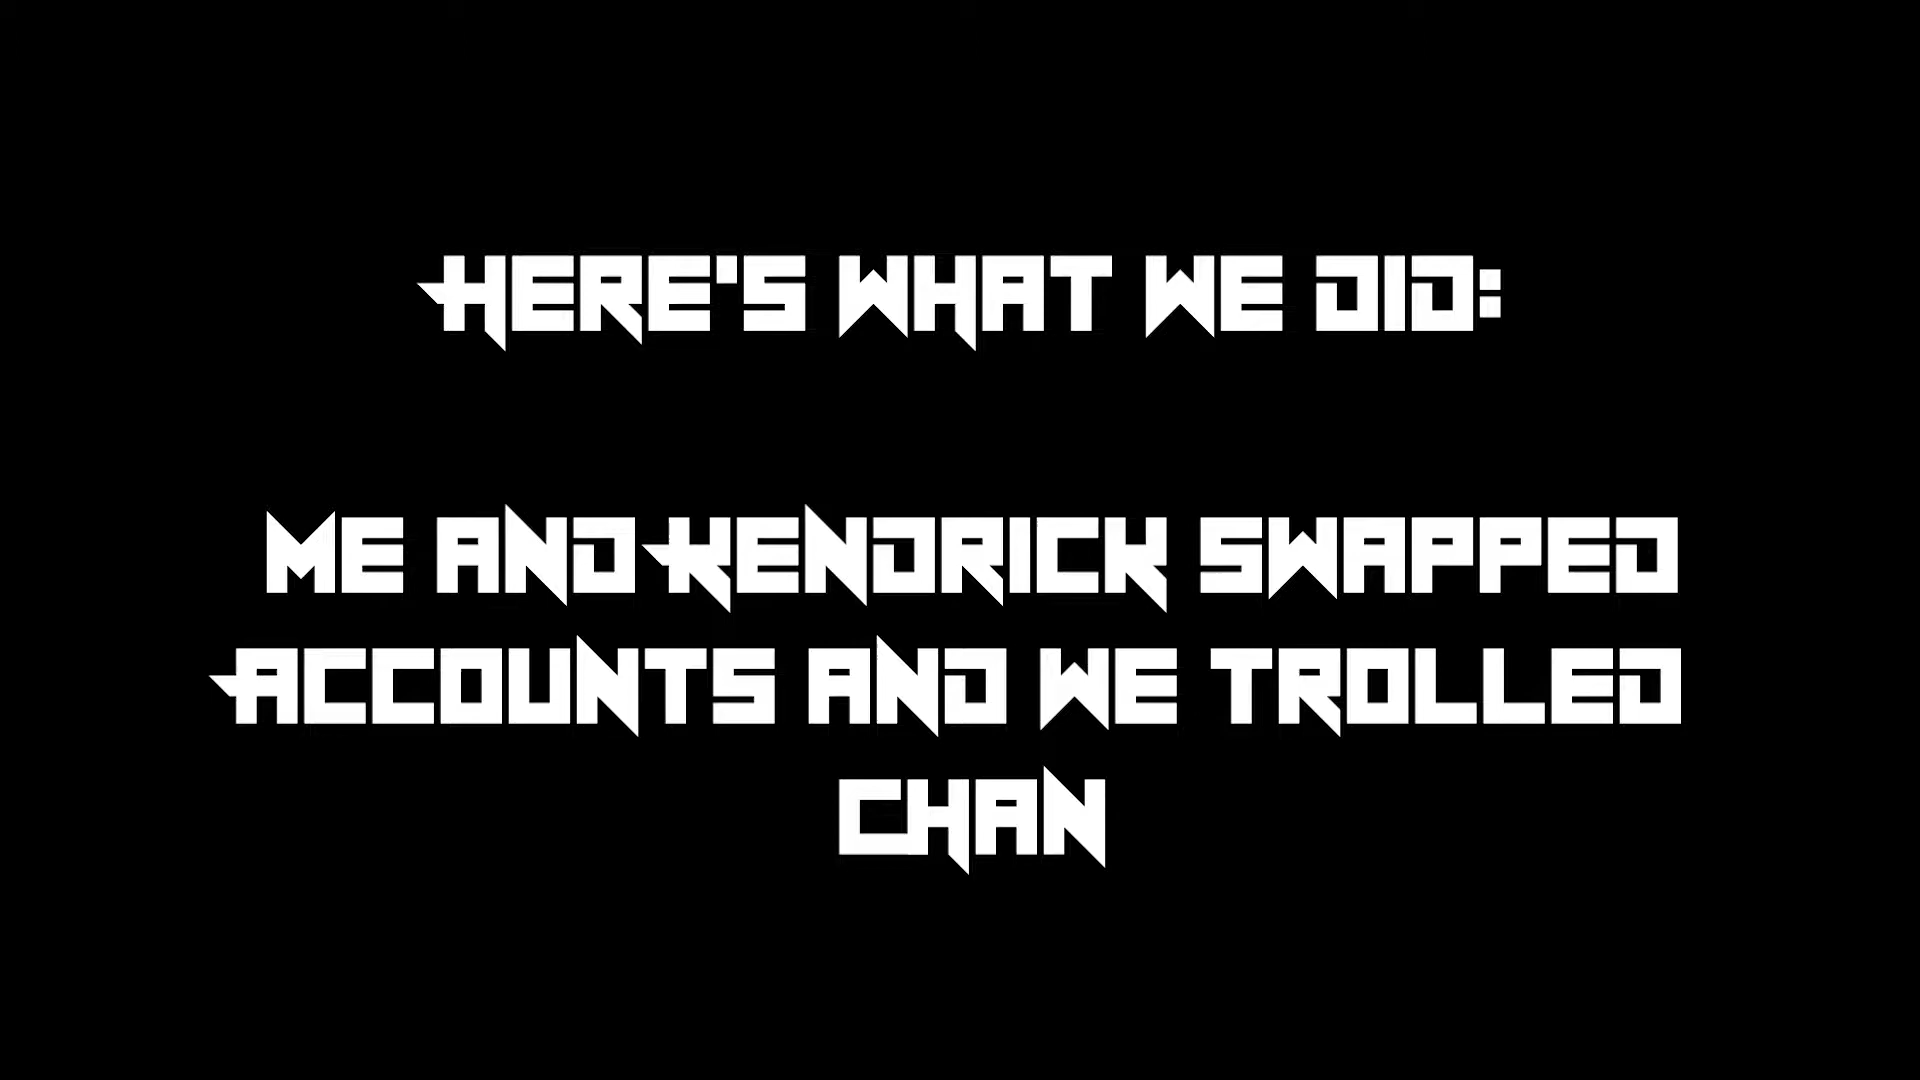 Here's what we did:
Me and Kendrick swapped
Accounts and we trolled
Chan